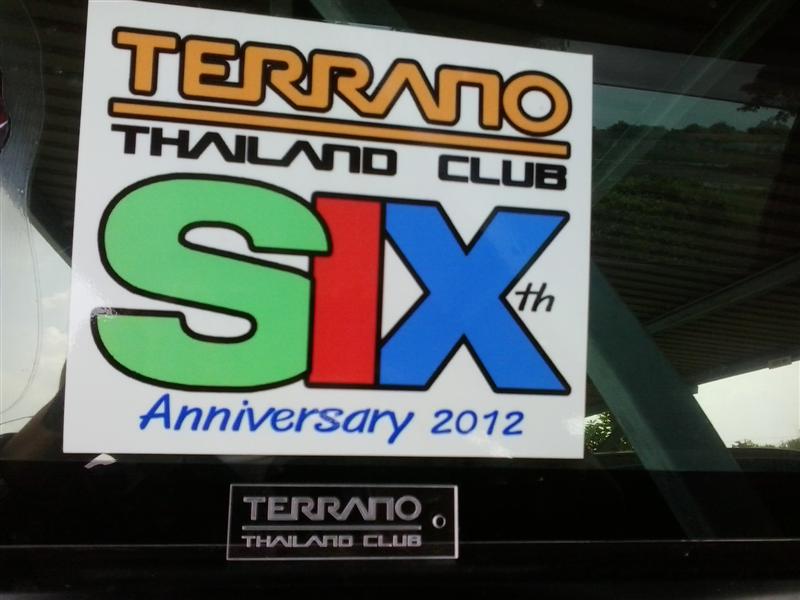 TERRANO
THAILAND CLUB
SIX th
Anniversary 2012
TERRANO
THAILAND CLUB